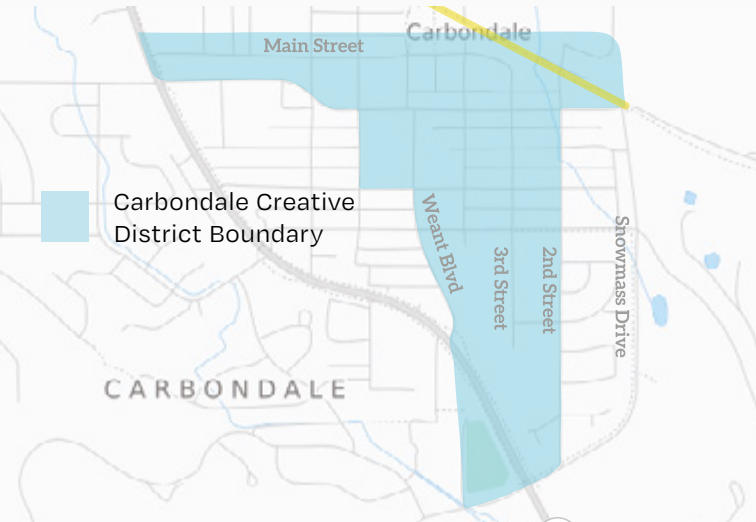 Carbondale
Main Street
Carbondale Creative
District Boundary
Weant Blvd
3rd Street
2nd Street
Snowmass Drive
CARBONDALE